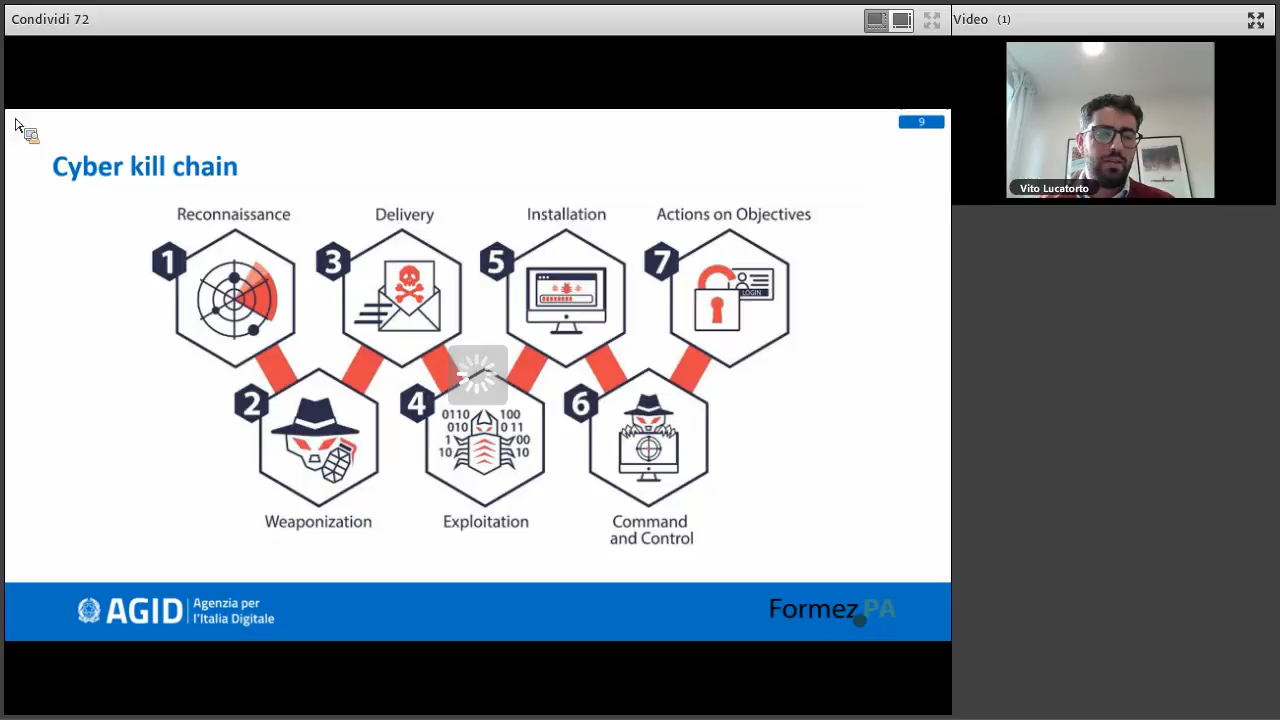 Condividi 72
Video (1)
Vito Lucatorto
9
Cyber kill chain
Reconnaissance
Delivery
Installation
Actions on Objectives
1
3
5
7
LOGIN
2
4
6
0110 100
010 0 11
1 00
10 10
Weaponization
Exploitation
Command
and Control
AGID
Agenzia per
l'Italia Digitale
Formez PA